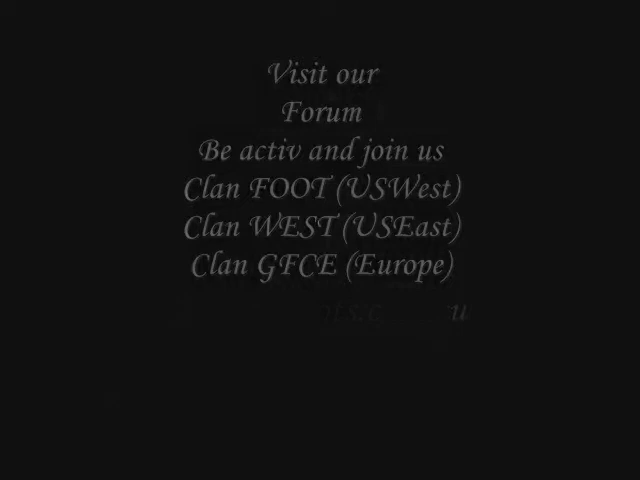 Visit our
Forum
Be activ and join us
Clan FOOT (USWest)
Clan WEST (USEast)
Clan GFCE (Europe)